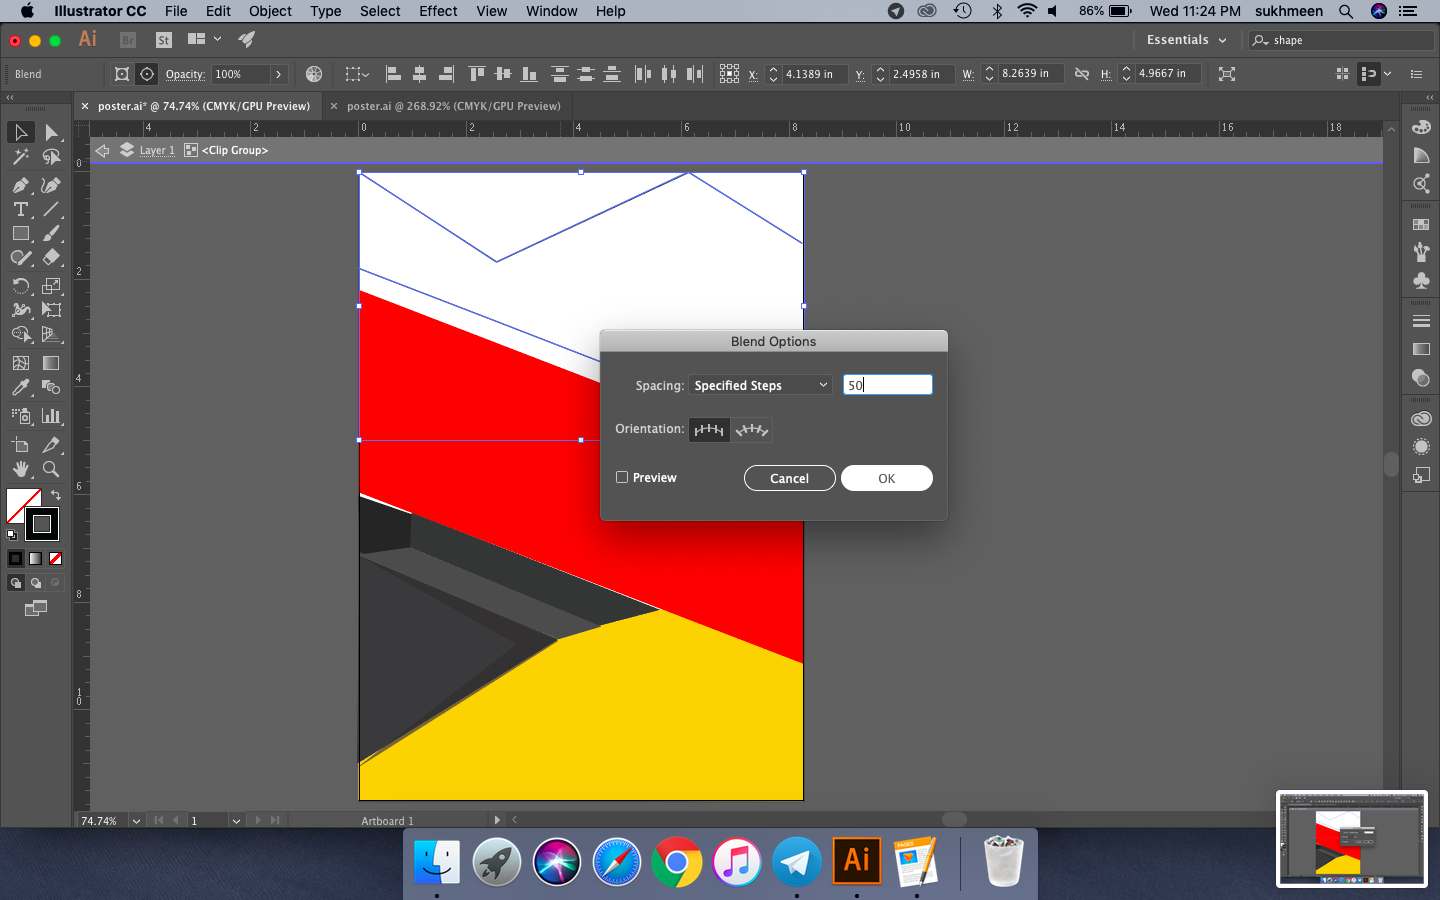 Illustrator CC File Edit Object Type Select Effect View Window Help 86% Wed 11:24 PM sukhmeen
Ai Br St Essentials shape
Blend Opacity: 100% X: 4.1389 in Y: 2.4958 in W: 8.2639 in H: 4.9667 in
× poster.ai* @ 74.74% (CMYK/GPU Preview) × poster.ai @ 268.92% (CMYK/GPU Preview)
4 2 0 2 4 6 8 10 12 14 16 18
Layer 1 <Clip Group>
0
2
4
6
8
1
0
Blend Options
Spacing: Specified Steps 50
Orientation:
Preview Cancel OK
74.74% 1 Artboard 1
Ai PAGES